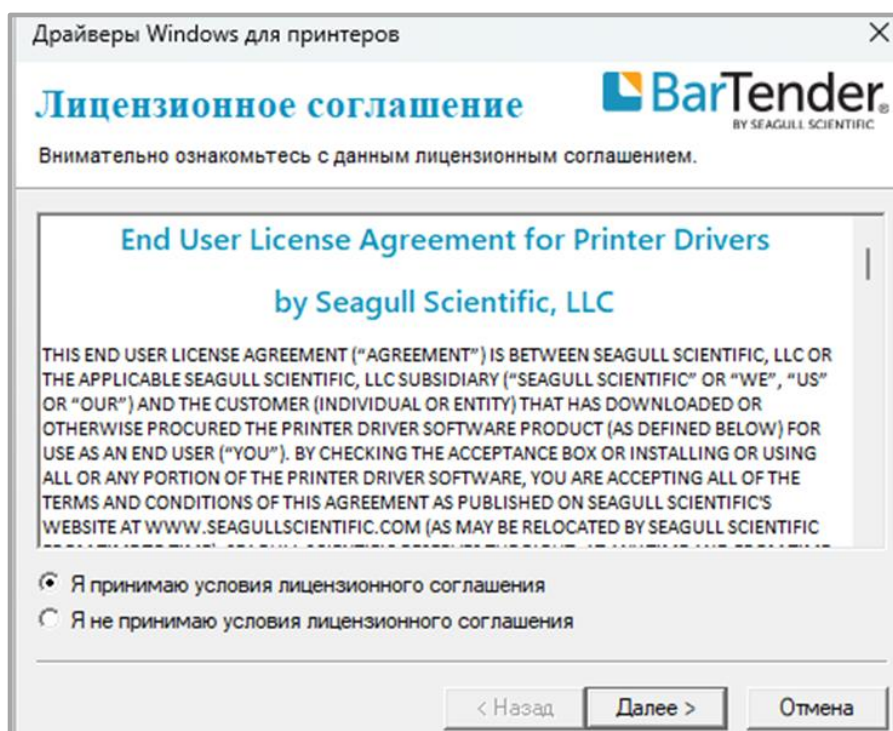 Драйверы Windows для принтеров
Лицензионное соглашение
BarTender®
BY SEAGULL SCIENTIFIC
Внимательно ознакомьтесь с данным лицензионным соглашением.
End User License Agreement for Printer Drivers
by Seagull Scientific, LLC
THIS END USER LICENSE AGREEMENT (“AGREEMENT”) IS BETWEEN SEAGULL SCIENTIFIC, LLC OR
THE APPLICABLE SEAGULL SCIENTIFIC, LLC SUBSIDIARY (“SEAGULL SCIENTIFIC” OR “WE”, “US”
OR “OUR”) AND THE CUSTOMER (INDIVIDUAL OR ENTITY) THAT HAS DOWNLOADED OR
OTHERWISE PROCURED THE PRINTER DRIVER SOFTWARE PRODUCT (AS DEFINED BELOW) FOR
USE AS AN END USER (“YOU”). BY CHECKING THE ACCEPTANCE BOX OR INSTALLING OR USING
ALL OR ANY PORTION OF THE PRINTER DRIVER SOFTWARE, YOU ARE ACCEPTING ALL OF THE
TERMS AND CONDITIONS OF THIS AGREEMENT AS PUBLISHED ON SEAGULL SCIENTIFIC'S
WEBSITE AT WWW.SEAGULLSCIENTIFIC.COM (AS MAY BE RELOCATED BY SEAGULL SCIENTIFIC
Я принимаю условия лицензионного соглашения
Я не принимаю условия лицензионного соглашения
< Назад
Далее >
Отмена